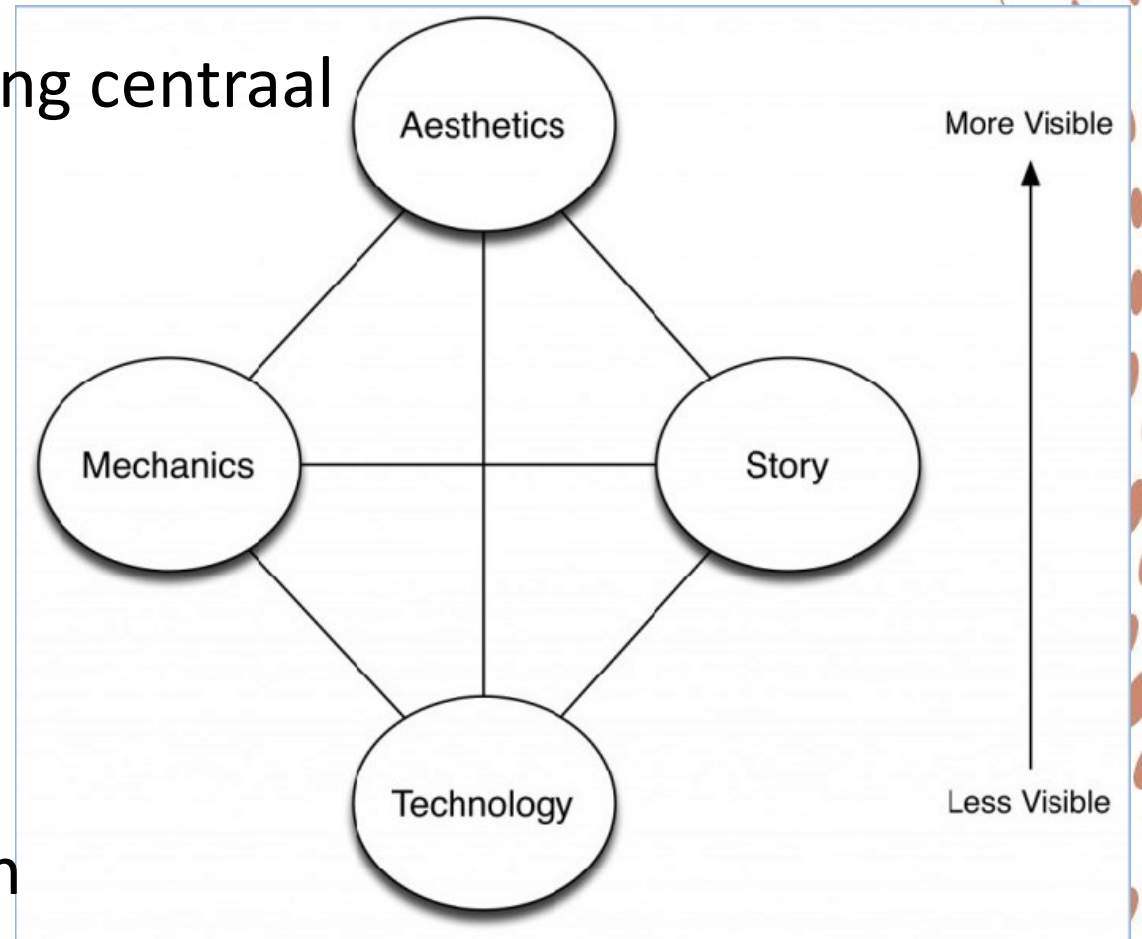 ng centraal
Aesthetics
More Visible
Mechanics
Story
Technology
Less Visible
n